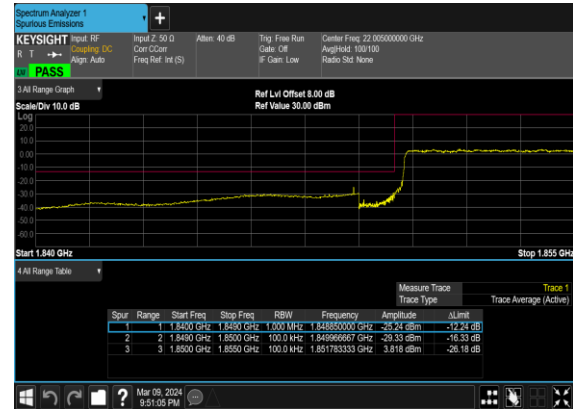 Spectrum Analyzer 1
Spurious Emissions
KEYSIGHT Input: RF Input Z: 50 Ω Atten: 40 dB Trig: Free Run Center Freq: 22.005000000 GHz
R T Coupling: DC Corr CCorr Gate: Off Avg|Hold: 100/100
Align: Auto Freq Ref: Int (S) IF Gain: Low Radio Std: None
PASS
3 All Range Graph
Ref Lvl Offset 8.00 dB
Scale/Div 10.0 dB Ref Value 30.00 dBm
Log
20.0
10.0
0.00
-10.0
-20.0
-30.0
-40.0
-50.0
-60.0
Start 1.840 GHz Stop 1.855 GHz
4 All Range Table
Measure Trace Trace 1
Trace Type Trace Average (Active)
Spur Range Start Freq Stop Freq RBW Frequency Amplitude ΔLimit
1 1 1.8400 GHz 1.8490 GHz 1.000 MHz 1.848850000 GHz -25.24 dBm -12.24 dB
2 2 1.8490 GHz 1.8500 GHz 100.0 kHz 1.849966667 GHz -29.33 dBm -16.33 dB
3 3 1.8500 GHz 1.8550 GHz 100.0 kHz 1.851783333 GHz 3.818 dBm -26.18 dB
Mar 09, 2024
9:51:05 PM